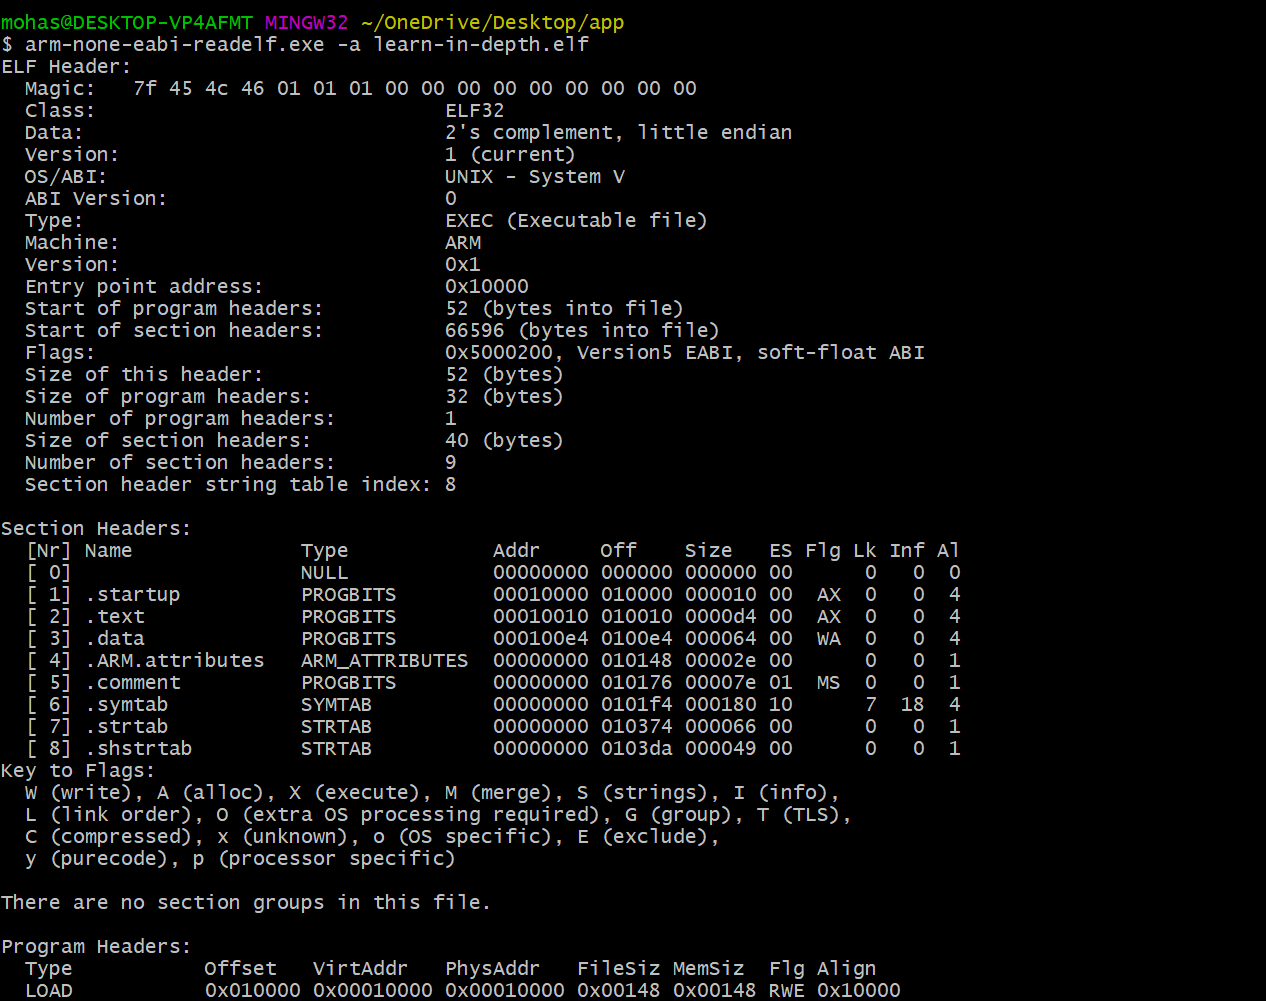 mohas@DESKTOP-VP4AFMT MINGW32 ~/OneDrive/Desktop/app
$ arm-none-eabi-readelf.exe -a learn-in-depth.elf
ELF Header:
  Magic:   7f 45 4c 46 01 01 01 00 00 00 00 00 00 00 00 00
  Class:                             ELF32
  Data:                              2's complement, little endian
  Version:                           1 (current)
  OS/ABI:                            UNIX - System V
  ABI Version:                       0
  Type:                              EXEC (Executable file)
  Machine:                           ARM
  Version:                           0x1
  Entry point address:               0x10000
  Start of program headers:          52 (bytes into file)
  Start of section headers:          66596 (bytes into file)
  Flags:                             0x5000200, Version5 EABI, soft-float ABI
  Size of this header:               52 (bytes)
  Size of program headers:           32 (bytes)
  Number of program headers:         1
  Size of section headers:           40 (bytes)
  Number of section headers:         9
  Section header string table index: 8

Section Headers:
  [Nr] Name              Type            Addr     Off    Size   ES Flg Lk Inf Al
  [ 0]                   NULL            00000000 000000 000000 00      0   0  0
  [ 1] .startup          PROGBITS        00010000 010000 000010 00  AX  0   0  4
  [ 2] .text             PROGBITS        00010010 010010 0000d4 00  AX  0   0  4
  [ 3] .data             PROGBITS        000100e4 0100e4 000064 00  WA  0   0  4
  [ 4] .ARM.attributes   ARM_ATTRIBUTES  00000000 010148 00002e 00      0   0  1
  [ 5] .comment          PROGBITS        00000000 010176 00007e 01  MS  0   0  1
  [ 6] .symtab           SYMTAB          00000000 0101f4 000180 10      7  18  4
  [ 7] .strtab           STRTAB          00000000 010374 000066 00      0   0  1
  [ 8] .shstrtab         STRTAB          00000000 0103da 000049 00      0   0  1
Key to Flags:
  W (write), A (alloc), X (execute), M (merge), S (strings), I (info),
  L (link order), O (extra OS processing required), G (group), T (TLS),
  C (compressed), x (unknown), o (OS specific), E (exclude),
  y (purecode), p (processor specific)

There are no section groups in this file.

Program Headers:
  Type           Offset   VirtAddr   PhysAddr   FileSiz MemSiz  Flg Align
  LOAD           0x010000 0x00010000 0x00010000 0x00148 0x00148 RWE 0x10000